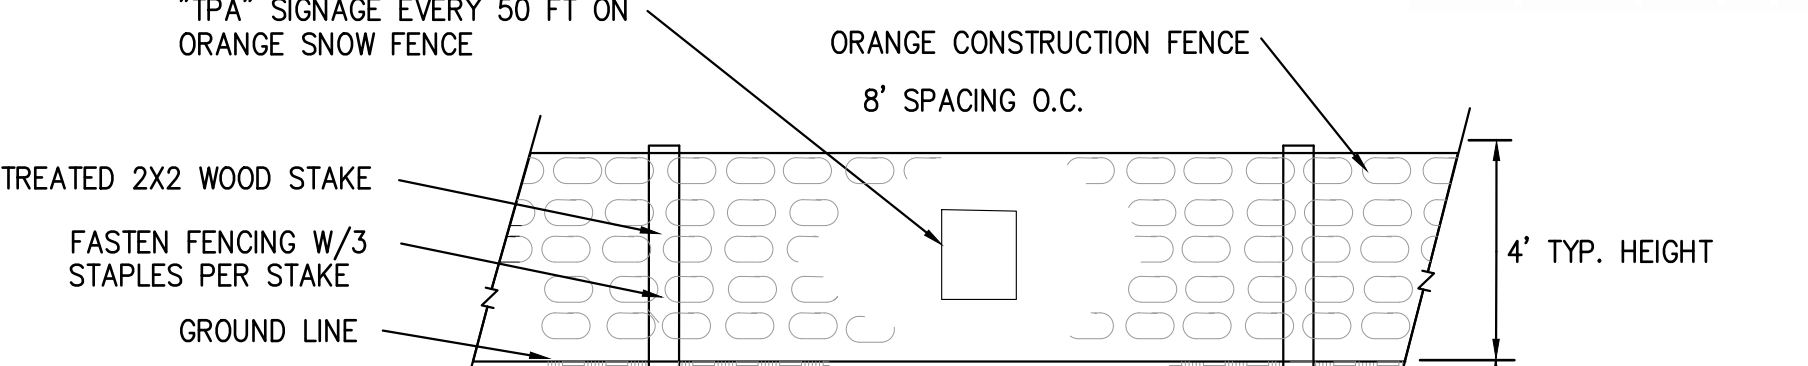 "TPA" SIGNAGE EVERY 50 FT ON
ORANGE SNOW FENCE
ORANGE CONSTRUCTION FENCE
8' SPACING O.C.
TREATED 2X2 WOOD STAKE
FASTEN FENCING W/3
STAPLES PER STAKE
GROUND LINE
4' TYP. HEIGHT